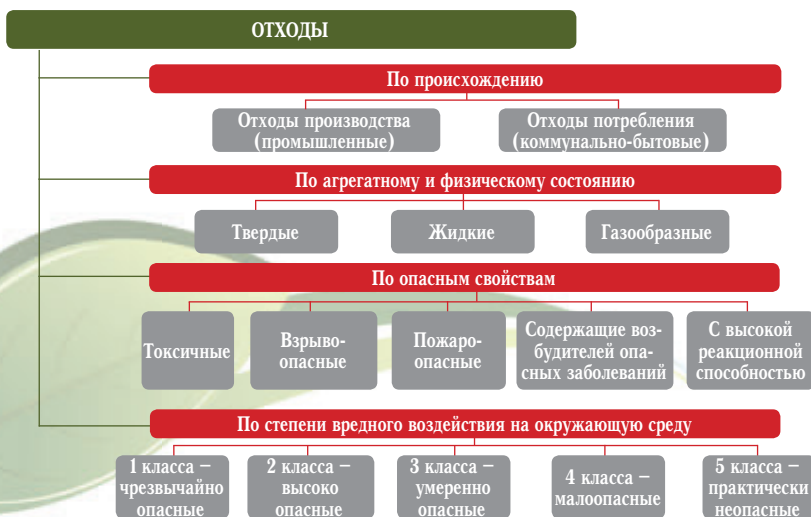 ОТХОДЫ
По происхождению
Отходы производства
(промышленные)
Отходы потребления
(коммунально-бытовые)
По агрегатному и физическому состоянию
Твердые
Жидкие
Газообразные
По опасным свойствам
Токсичные
Взрыво-
опасные
Пожаро-
опасные
Содержащие воз-
будителей опа-
сных заболеваний
С высокой
реакционной
способностью
По степени вредного воздействия на окружающую среду
1 класса –
чрезвычайно
опасные
2 класса –
высоко
опасные
3 класса –
умеренно
опасные
4 класса –
малоопасные
5 класса –
практически
неопасные